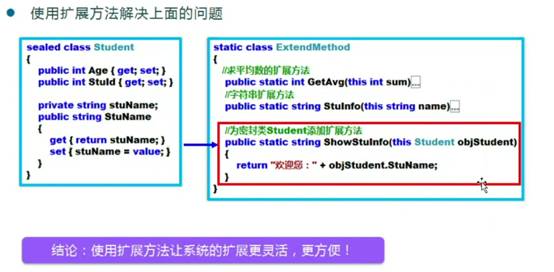 使用扩展方法解决上面的问题
sealed class Student
{
public int Age { get; set; }
public int StuId { get; set; }
private string stuName;
public string StuName
{
get { return stuName; }
set { stuName = value; }
}
}
static class ExtendMethod
{
//求平均数的扩展方法
public static int GetAvg(this int sum)...
//字符串扩展方法
public static string StuInfo(this string name)...
//为密封类Student添加扩展方法
public static string ShowStuInfo(this Student objStudent)
{
return "欢迎您：" + objStudent.StuName;
}
}
结论：使用扩展方法让系统的扩展更灵活，更方便！